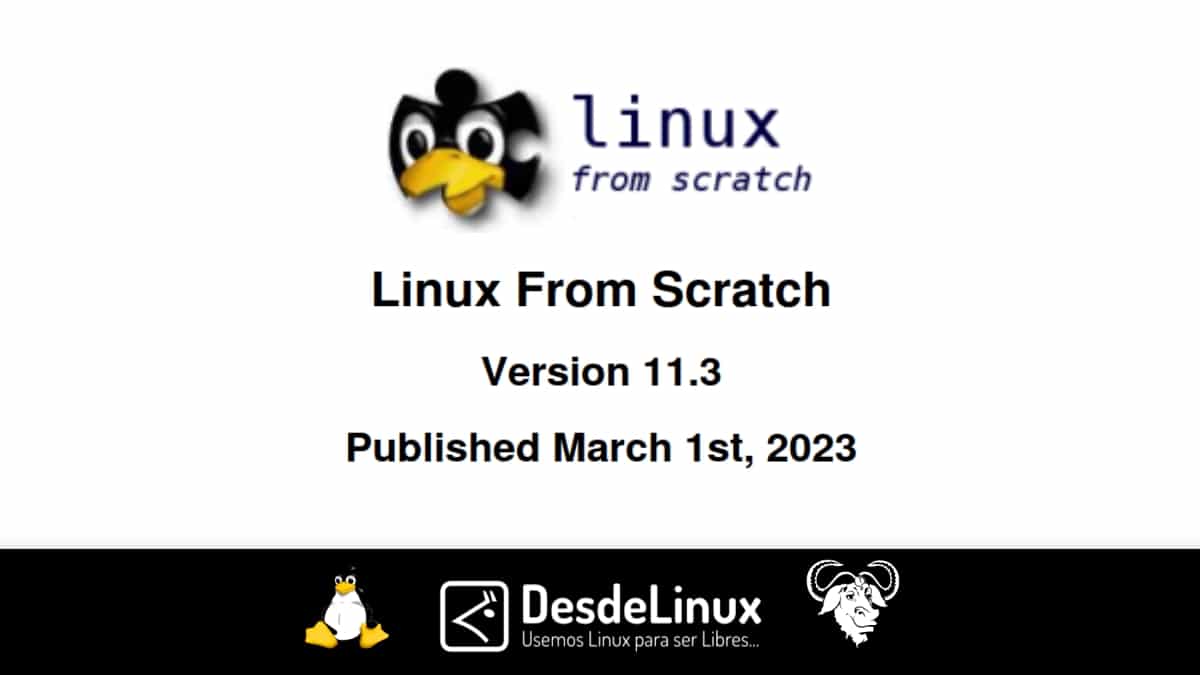 linux
from scratch
Linux From Scratch
Version 11.3
Published March 1st, 2023
DesdeLinux
Usemos Linux para ser Libres...